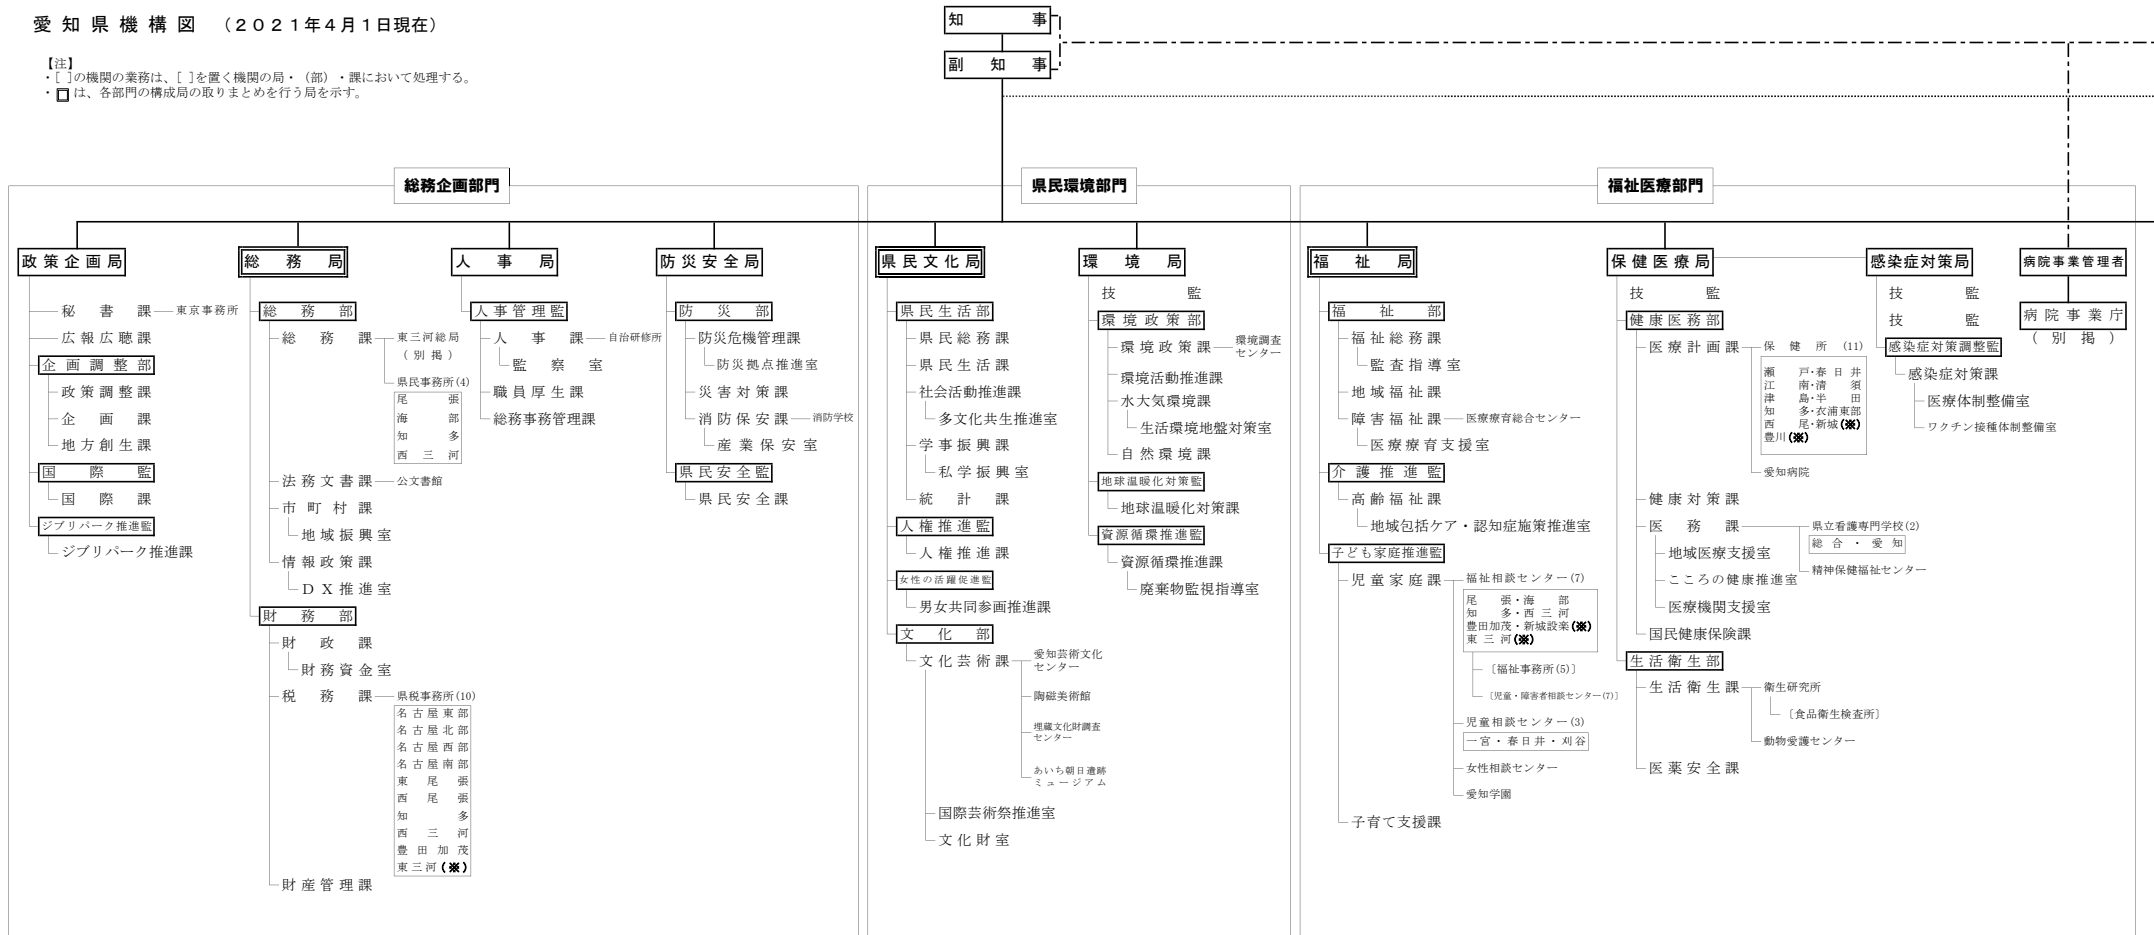 愛知県機構図 （２０２１年４月１日現在）
【注】
・[ ]の機関の業務は、[ ]を置く機関の局・（部）・課において処理する。
・ は、各部門の構成局の取りまとめを行う局を示す。
知事
副知事
総務企画部門
政策企画局
秘書課
東京事務所
広報広聴課
企画調整部
政策調整課
企画課
地方創生課
国際監
国際課
ジブリパーク推進監
ジブリパーク推進課
総務局
総務部
総務課
東三河総局
（別掲）
県民事務所(4)
尾張
海部
知多
西三河
法務文書課
公文書館
市町村課
地域振興室
情報政策課
ＤＸ推進室
財務部
財政課
財務資金室
税務課
県税事務所(10)
名古屋東部
名古屋北部
名古屋西部
名古屋南部
東尾張
西尾張
知多
西三河
豊田加茂
東三河(※)
財産管理課
人事局
人事管理監
人事課
自治研修所
監察室
職員厚生課
総務事務管理課
防災安全局
防災部
防災危機管理課
防災拠点推進室
災害対策課
消防保安課
消防学校
産業保安室
県民安全監
県民安全課
県民環境部門
県民文化局
県民生活部
県民総務課
県民生活課
社会活動推進課
多文化共生推進室
学事振興課
私学振興室
統計課
人権推進監
人権推進課
女性の活躍促進監
男女共同参画推進課
文化部
文化芸術課
愛知芸術文化
センター
陶磁美術館
埋蔵文化財調査
センター
あいち朝日遺跡
ミュージアム
国際芸術祭推進室
文化財室
環境局
技監
環境政策部
環境政策課
環境調査
センター
環境活動推進課
水大気環境課
生活環境地盤対策室
自然環境課
地球温暖化対策監
地球温暖化対策課
資源循環推進監
資源循環推進課
廃棄物監視指導室
福祉医療部門
福祉局
福祉部
福祉総務課
監査指導室
地域福祉課
障害福祉課
医療療育総合センター
医療療育支援室
介護推進監
高齢福祉課
地域包括ケア・認知症施策推進室
子ども家庭推進監
児童家庭課
福祉相談センター(7)
尾張・海部
知多・西三河
豊田加茂・新城設楽(※)
東三河(※)
〔福祉事務所(5)〕
〔児童・障害者相談センター(7)〕
児童相談センター(3)
一宮・春日井・刈谷
女性相談センター
愛知学園
子育て支援課
保健医療局
技監
健康医務部
医療計画課
保健所(11)
瀬戸・春日井
江南・清須
津島・半田
知多・衣浦東部
西尾・新城(※)
豊川(※)
愛知病院
健康対策課
医務課
県立看護専門学校(2)
総合・愛知
地域医療支援室
精神保健福祉センター
こころの健康推進室
医療機関支援室
国民健康保険課
生活衛生部
生活衛生課
衛生研究所
〔食品衛生検査所〕
動物愛護センター
医薬安全課
感染症対策局
技監
技監
感染症対策調整監
感染症対策課
医療体制整備室
ワクチン接種体制整備室
病院事業管理者
病院事業庁
（別掲）